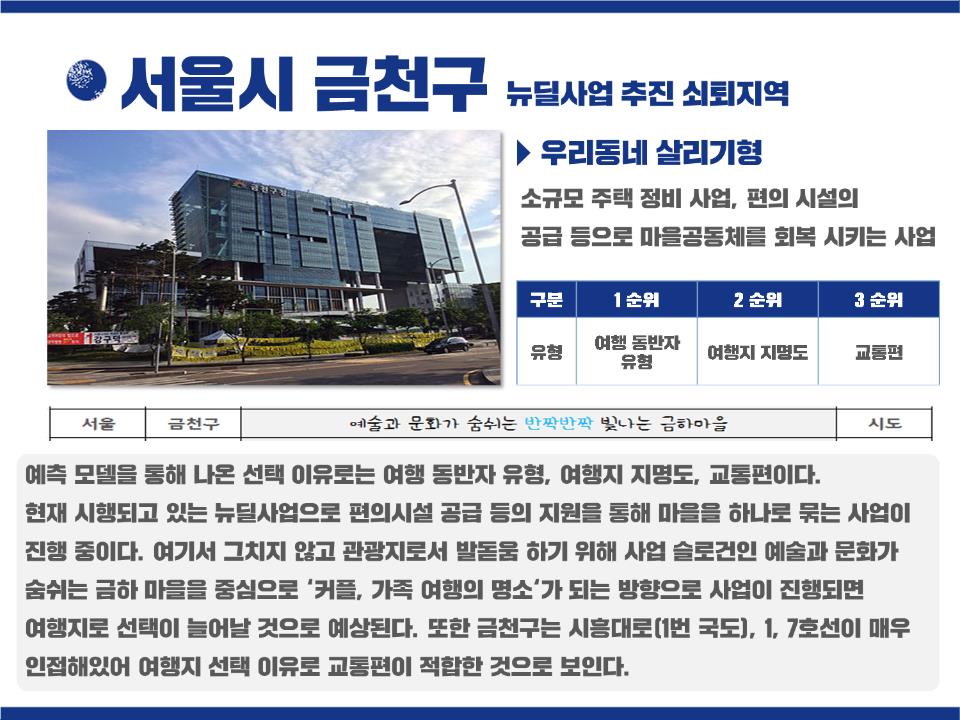 서울시 금천구 뉴딜사업 추진 쇠퇴지역
금천구청
1 강구덕
우리동네 살리기형
소규모 주택 정비 사업, 편의 시설의
공급 등으로 마을공동체를 회복 시키는 사업
구분 1 순위 2 순위 3 순위
유형 여행 동반자 유형 여행지 지명도 교통편
서울 금천구 예술과 문화가 숨쉬는 반짝반짝 빛나는 금하마을 시도
예측 모델을 통해 나온 선택 이유로는 여행 동반자 유형, 여행지 지명도, 교통편이다.
현재 시행되고 있는 뉴딜사업으로 편의시설 공급 등의 지원을 통해 마을을 하나로 묶는 사업이
진행 중이다. 여기서 그치지 않고 관광지로서 발돋움 하기 위해 사업 슬로건인 예술과 문화가
숨쉬는 금하 마을을 중심으로 ‘커플, 가족 여행의 명소‘가 되는 방향으로 사업이 진행되면
여행지로 선택이 늘어날 것으로 예상된다. 또한 금천구는 시흥대로(1번 국도), 1, 7호선이 매우
인접해있어 여행지 선택 이유로 교통편이 적합한 것으로 보인다.